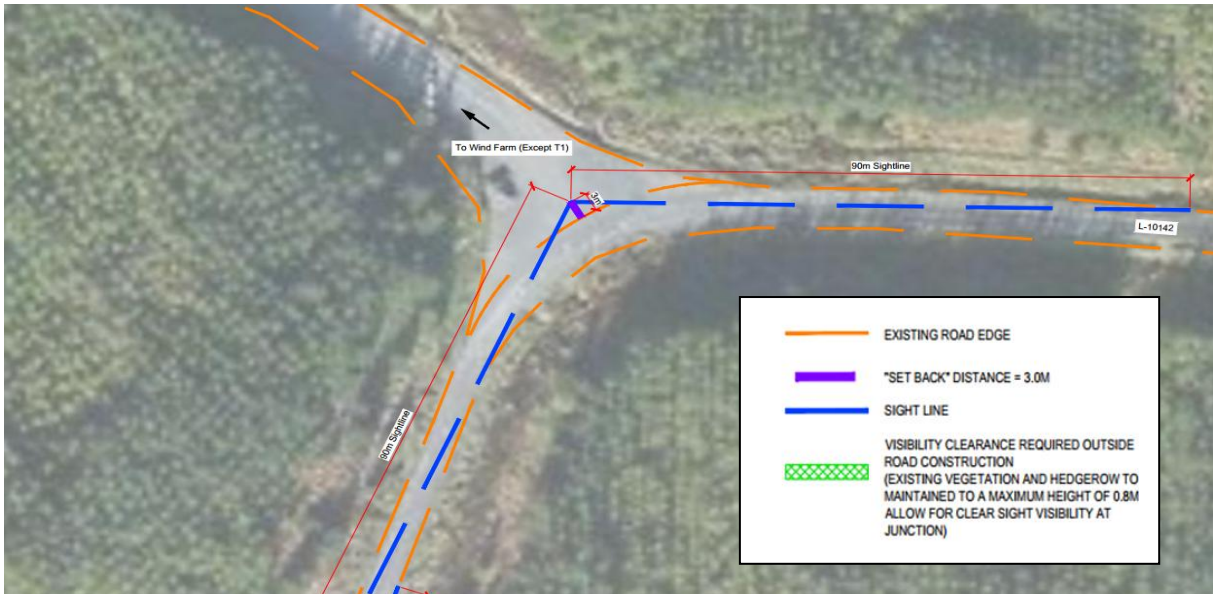 To Wind Farm (Except T1)
90m Sightline
3m
L-10142
90m Sightline
EXISTING ROAD EDGE
"SET BACK" DISTANCE = 3.0M
SIGHT LINE
VISIBILITY CLEARANCE REQUIRED OUTSIDE
ROAD CONSTRUCTION
(EXISTING VEGETATION AND HEDGEROW TO
MAINTAINED TO A MAXIMUM HEIGHT OF 0.8M
ALLOW FOR CLEAR SIGHT VISIBILITY AT
JUNCTION)